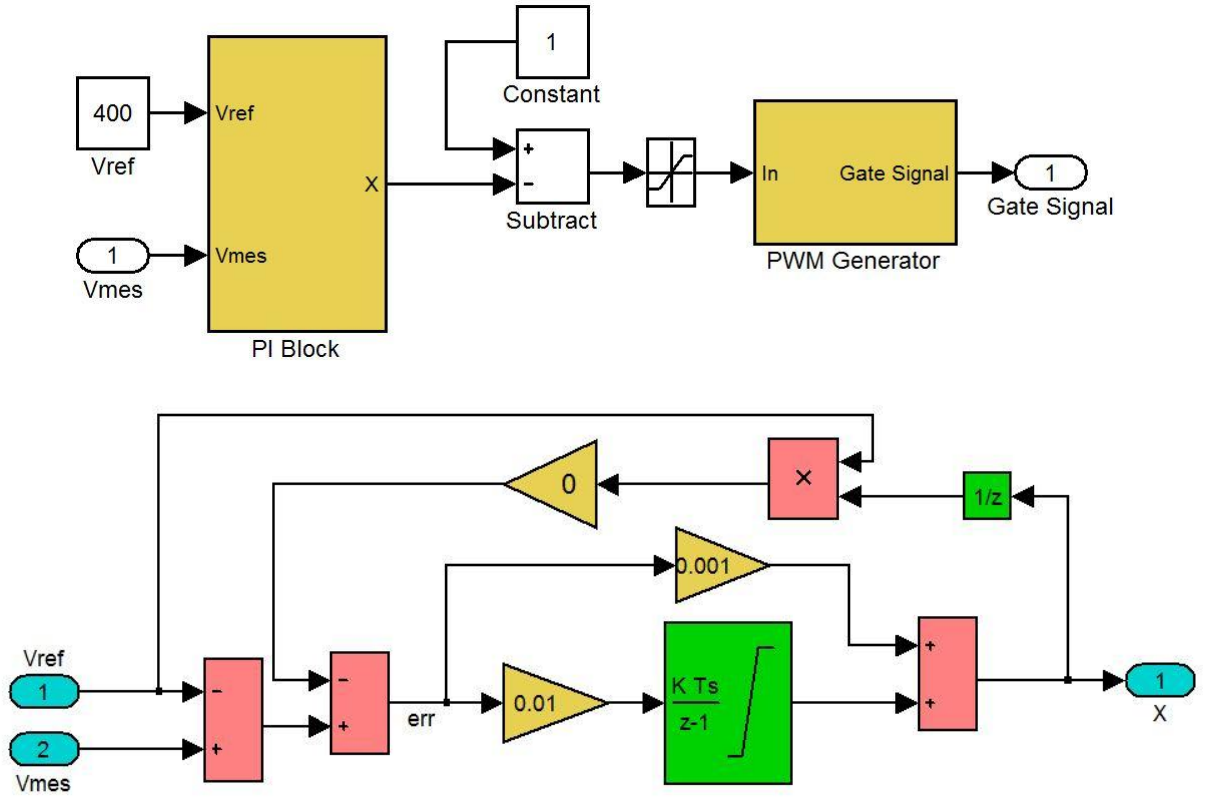 1
Constant
400
Vref
Vref
+
X
−
In
Gate Signal
1
Subtract
Gate Signal
1
Vmes
Vmes
PWM Generator
PI Block
0
×
1/z
0.001
Vref
1
−
−
+
K Ts
z-1
+
1
err
0.01
+
+
X
2
Vmes